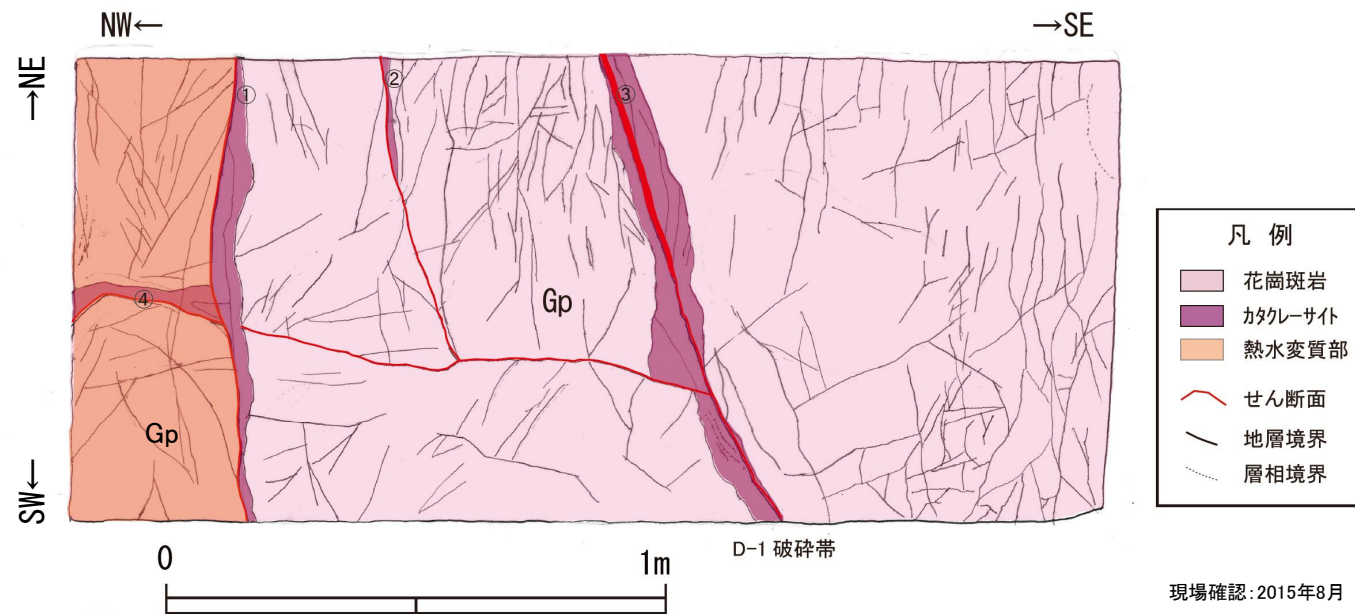 NW←
→SE
→NE
SW←
①
②
③
④
Gp
Gp
凡 例
花崗斑岩
カタクレーサイト
熱水変質部
せん断面
地層境界
層相境界
D-1 破砕帯
0
1m
現場確認:2015年8月